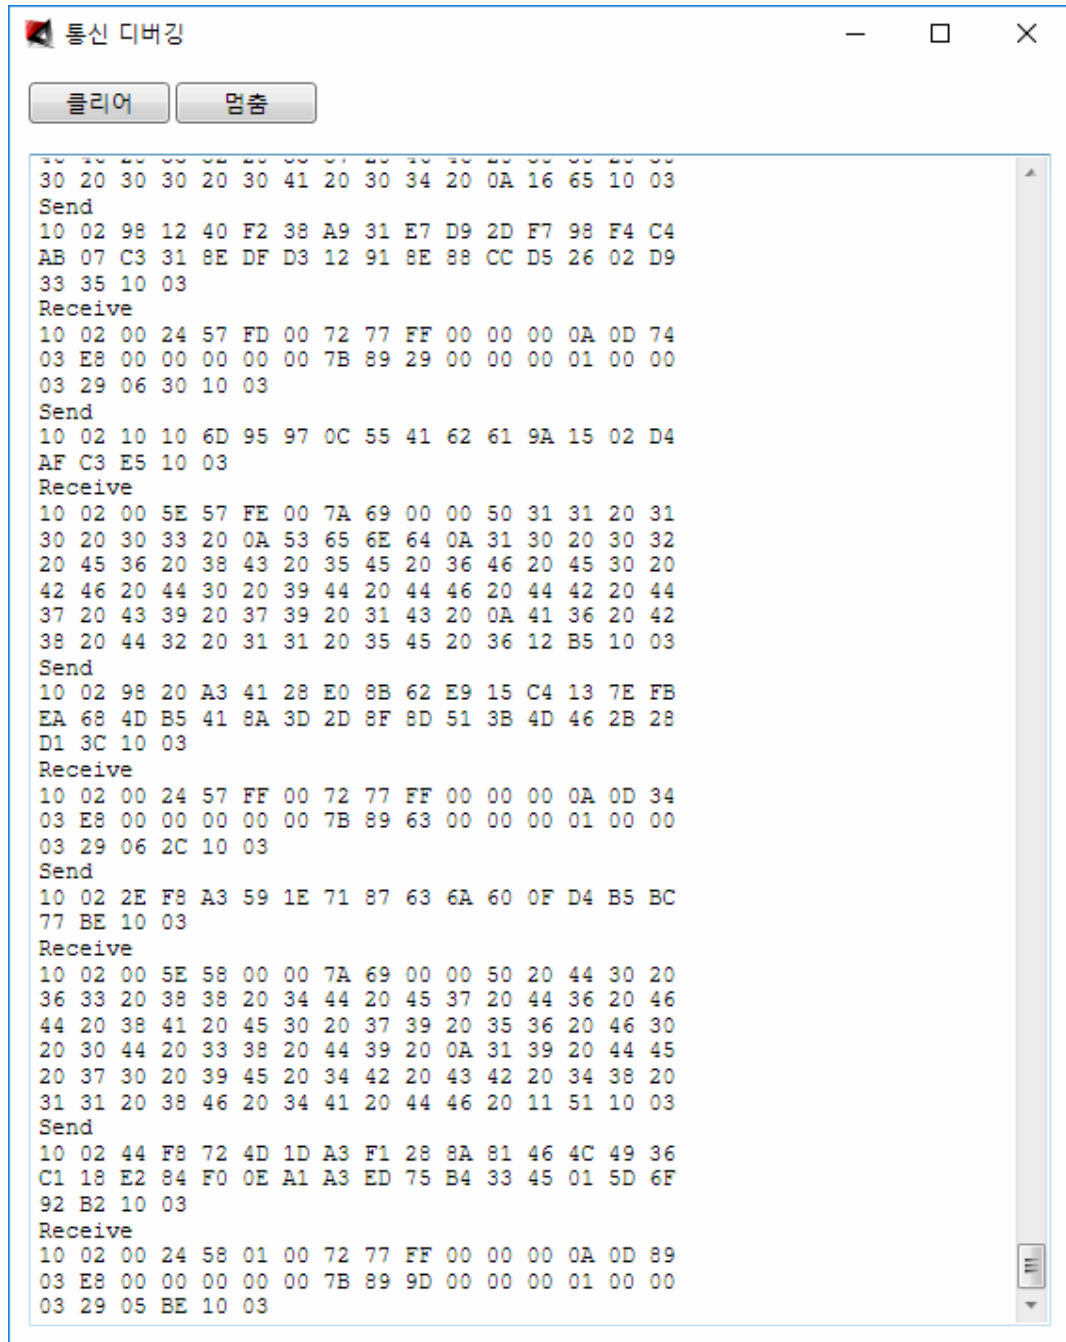 통신 디버깅
클리어 멈춤
30 20 30 30 20 30 41 20 30 34 20 0A 16 65 10 03
Send
10 02 98 12 40 F2 38 A9 31 E7 D9 2D F7 98 F4 C4
AB 07 C3 31 8E DF D3 12 91 8E 88 CC D5 26 02 D9
33 35 10 03
Receive
10 02 00 24 57 FD 00 72 77 FF 00 00 00 0A 0D 74
03 E8 00 00 00 00 00 7B 89 29 00 00 00 01 00 00
03 29 06 30 10 03
Send
10 02 10 10 6D 95 97 0C 55 41 62 61 9A 15 02 D4
AF C3 E5 10 03
Receive
10 02 00 5E 57 FE 00 7A 69 00 00 50 31 31 20 31
30 20 30 33 20 0A 53 65 6E 64 0A 31 30 20 30 32
20 45 36 20 38 43 20 35 45 20 36 46 20 45 30 20
42 46 20 44 30 20 39 44 20 44 46 20 44 42 20 44
37 20 43 39 20 37 39 20 31 43 20 0A 41 36 20 42
38 20 44 32 20 31 31 20 35 45 20 36 12 B5 10 03
Send
10 02 98 20 A3 41 28 E0 8B 62 E9 15 C4 13 7E FB
EA 68 4D B5 41 8A 3D 2D 8F 8D 51 3B 4D 46 2B 28
D1 3C 10 03
Receive
10 02 00 24 57 FF 00 72 77 FF 00 00 00 0A 0D 34
03 E8 00 00 00 00 00 7B 89 63 00 00 00 01 00 00
03 29 06 2C 10 03
Send
10 02 2E F8 A3 59 1E 71 87 63 6A 60 0F D4 B5 BC
77 BE 10 03
Receive
10 02 00 5E 58 00 00 7A 69 00 00 50 20 44 30 20
36 33 20 38 38 20 34 44 20 45 37 20 44 36 20 46
44 20 38 41 20 45 30 20 37 39 20 35 36 20 46 30
20 30 44 20 33 38 20 44 39 20 0A 31 39 20 44 45
20 37 30 20 39 45 20 34 42 20 43 42 20 34 38 20
31 31 20 38 46 20 34 41 20 44 46 20 11 51 10 03
Send
10 02 44 F8 72 4D 1D A3 F1 28 8A 81 46 4C 49 36
C1 18 E2 84 F0 0E A1 A3 ED 75 B4 33 45 01 5D 6F
92 B2 10 03
Receive
10 02 00 24 58 01 00 72 77 FF 00 00 00 0A 0D 89
03 E8 00 00 00 00 00 7B 89 9D 00 00 00 01 00 00
03 29 05 BE 10 03